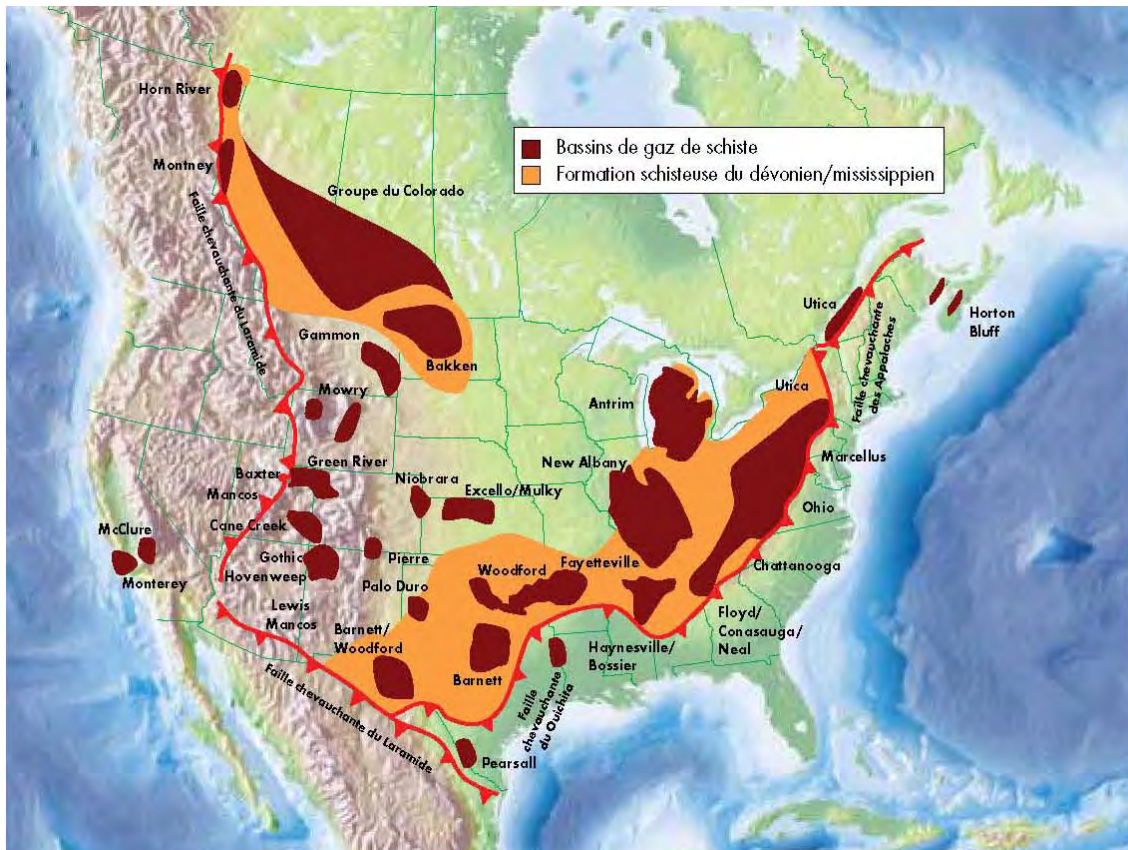 Horn River
Montney
Faille chevauchante du Laramide
Groupe du Colorado
Bassins de gaz de schiste
Formation schisteuse du dévonien/mississippien
Gammon
Bakken
Mowry
Utica
Horton
Bluff
Faille chevauchante
des Appalaches
Utica
Antrim
Marcellus
New Albany
Green River
Baxter
Mancos
Niobrara
Excello/Mulky
Ohio
Cane Creek
McClure
Monterey
Gothic
Hovenweep
Pierre
Palo Duro
Woodford
Fayetteville
Chattanooga
Lewis
Mancos
Barnett/
Woodford
Barnett
Haynesville/
Bossier
Floyd/
Conasauga/
Neal
Faille chevauchante du Laramide
Faille
chevauchante
du Ouichita
Pearsall